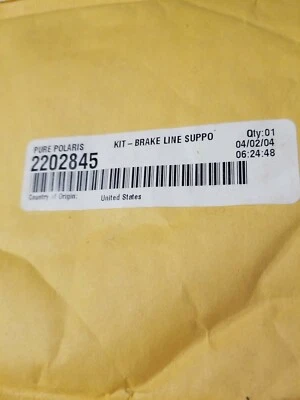 PURE POLARIS KIT – BRAKE LINE SUPPO Qty:01
2202845 04/02/04
06:24:48
Country of Origin: United States